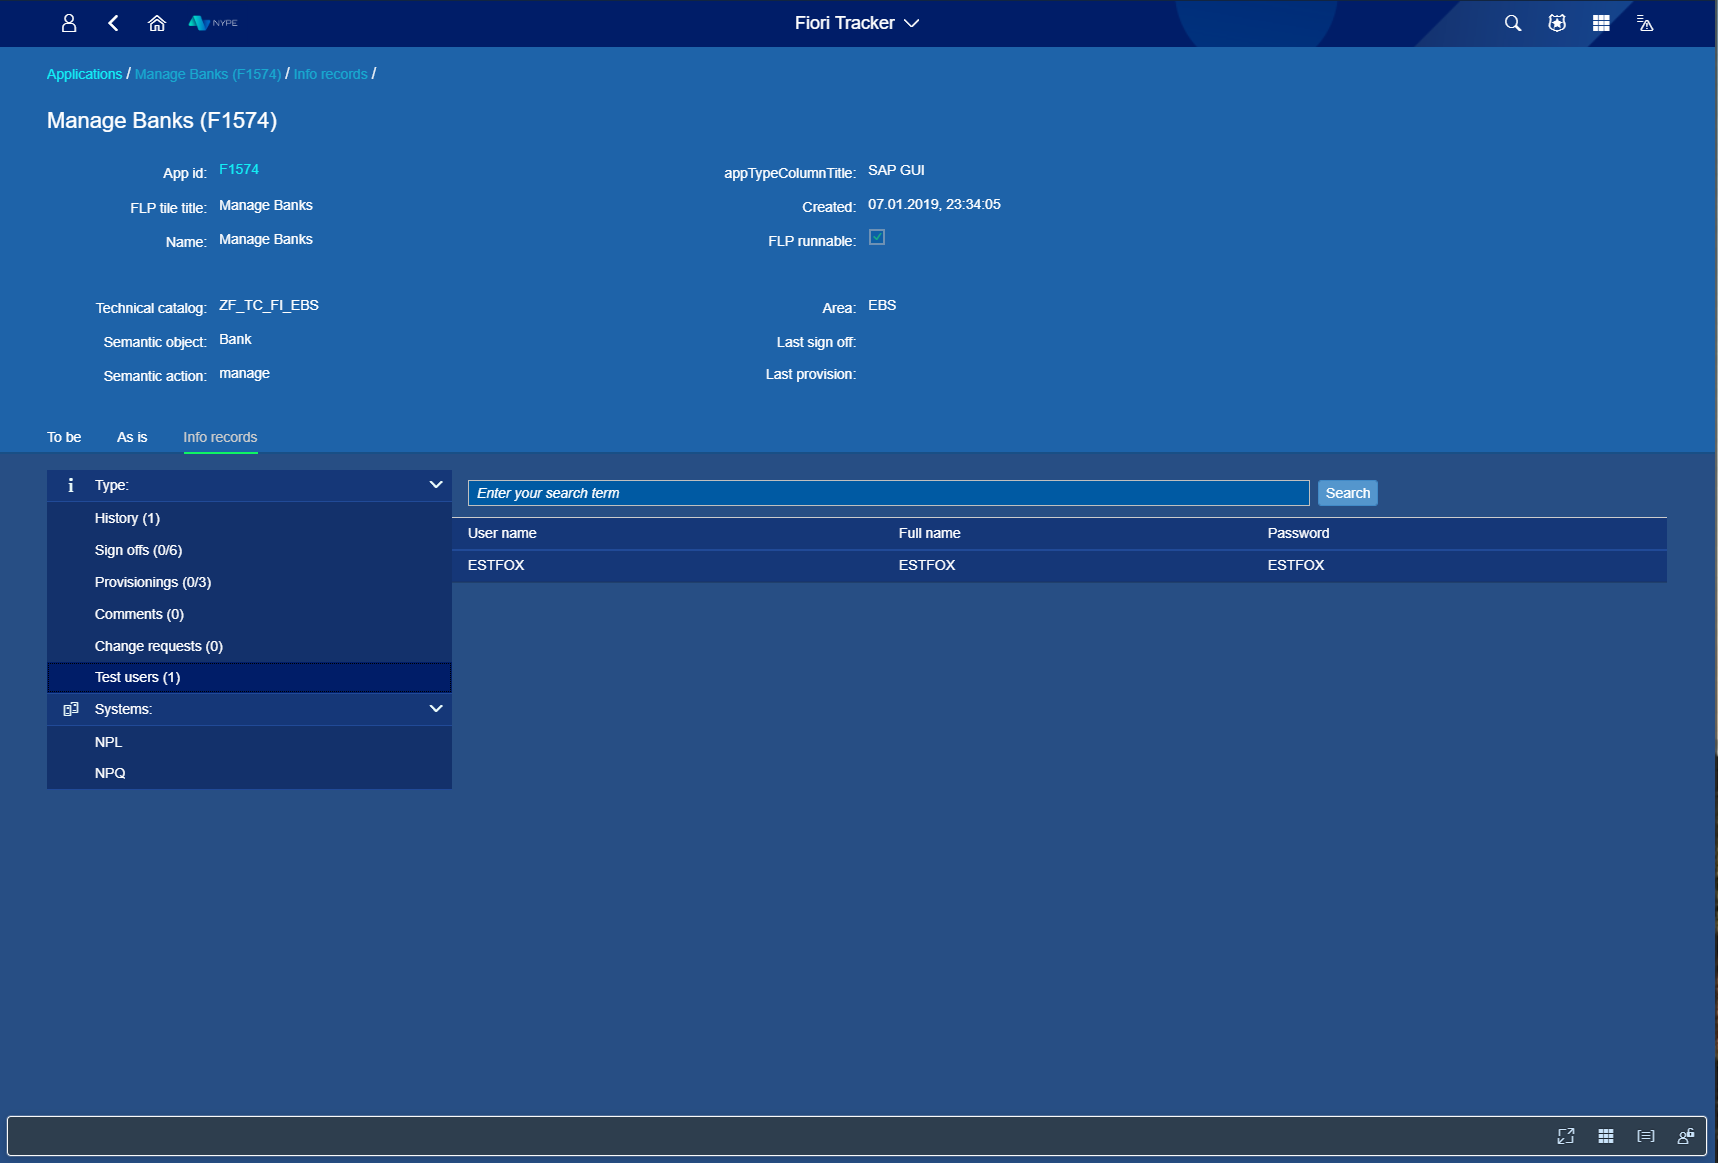 NYPE
Fiori Tracker
Applications / Manage Banks (F1574) / Info records /
Manage Banks (F1574)
App id: F1574
appTypeColumnTitle: SAP GUI
FLP tile title: Manage Banks
Created: 07.01.2019, 23:34:05
Name: Manage Banks
FLP runnable:
Technical catalog: ZF_TC_FI_EBS
Area: EBS
Semantic object: Bank
Last sign off:
Semantic action: manage
Last provision:
To be As is Info records
Type:
History (1)
Sign offs (0/6)
Provisionings (0/3)
Comments (0)
Change requests (0)
Test users (1)
Systems:
NPL
NPQ
Enter your search term Search
User name Full name Password
ESTFOX ESTFOX ESTFOX